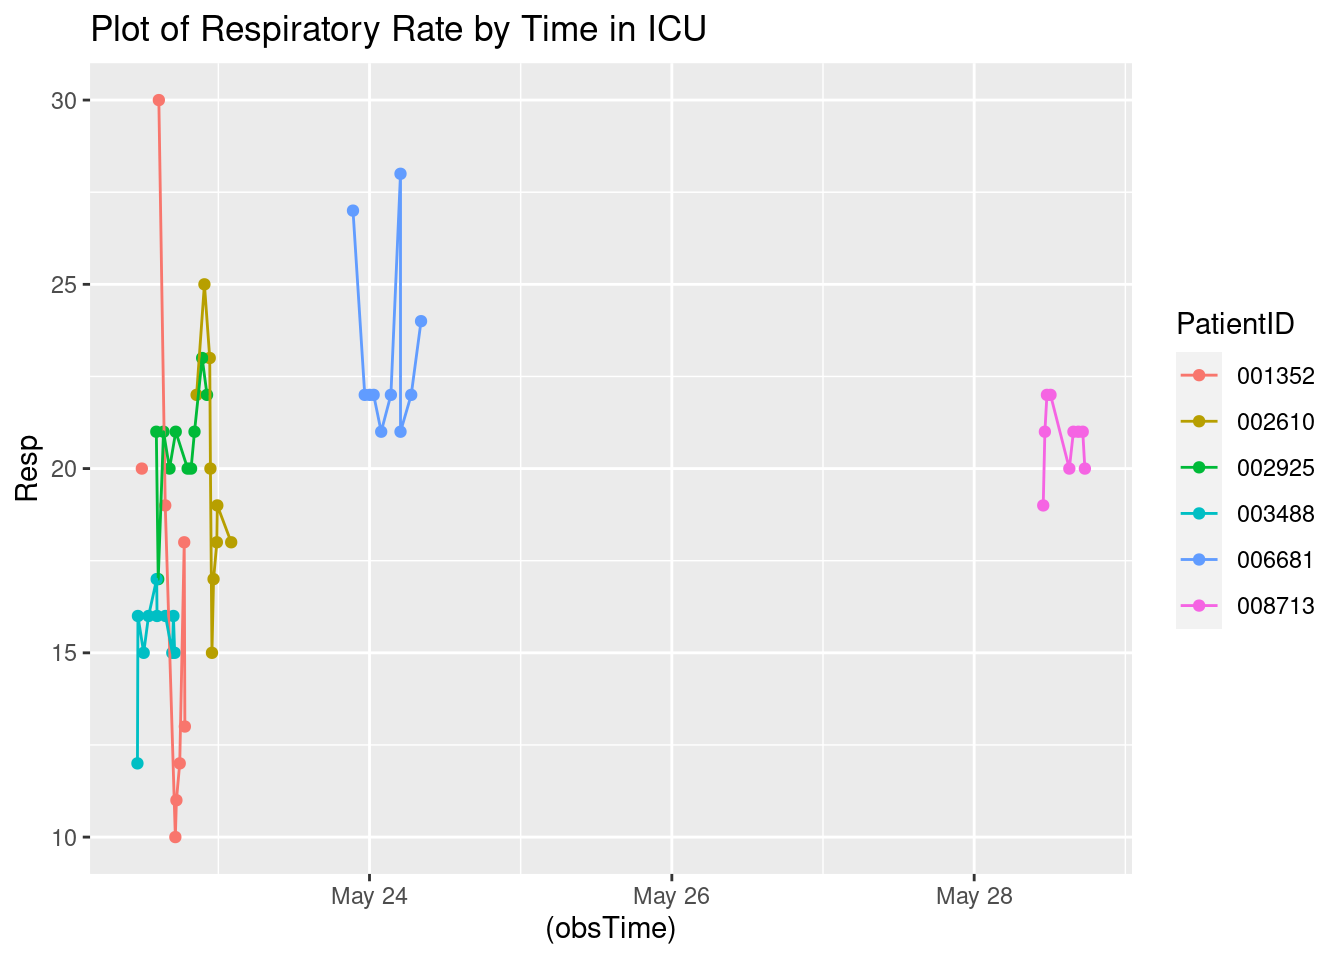 Plot of Respiratory Rate by Time in ICU
30
25
20
15
10
Resp
May 24
May 26
May 28
(obsTime)
PatientID
001352
002610
002925
003488
006681
008713